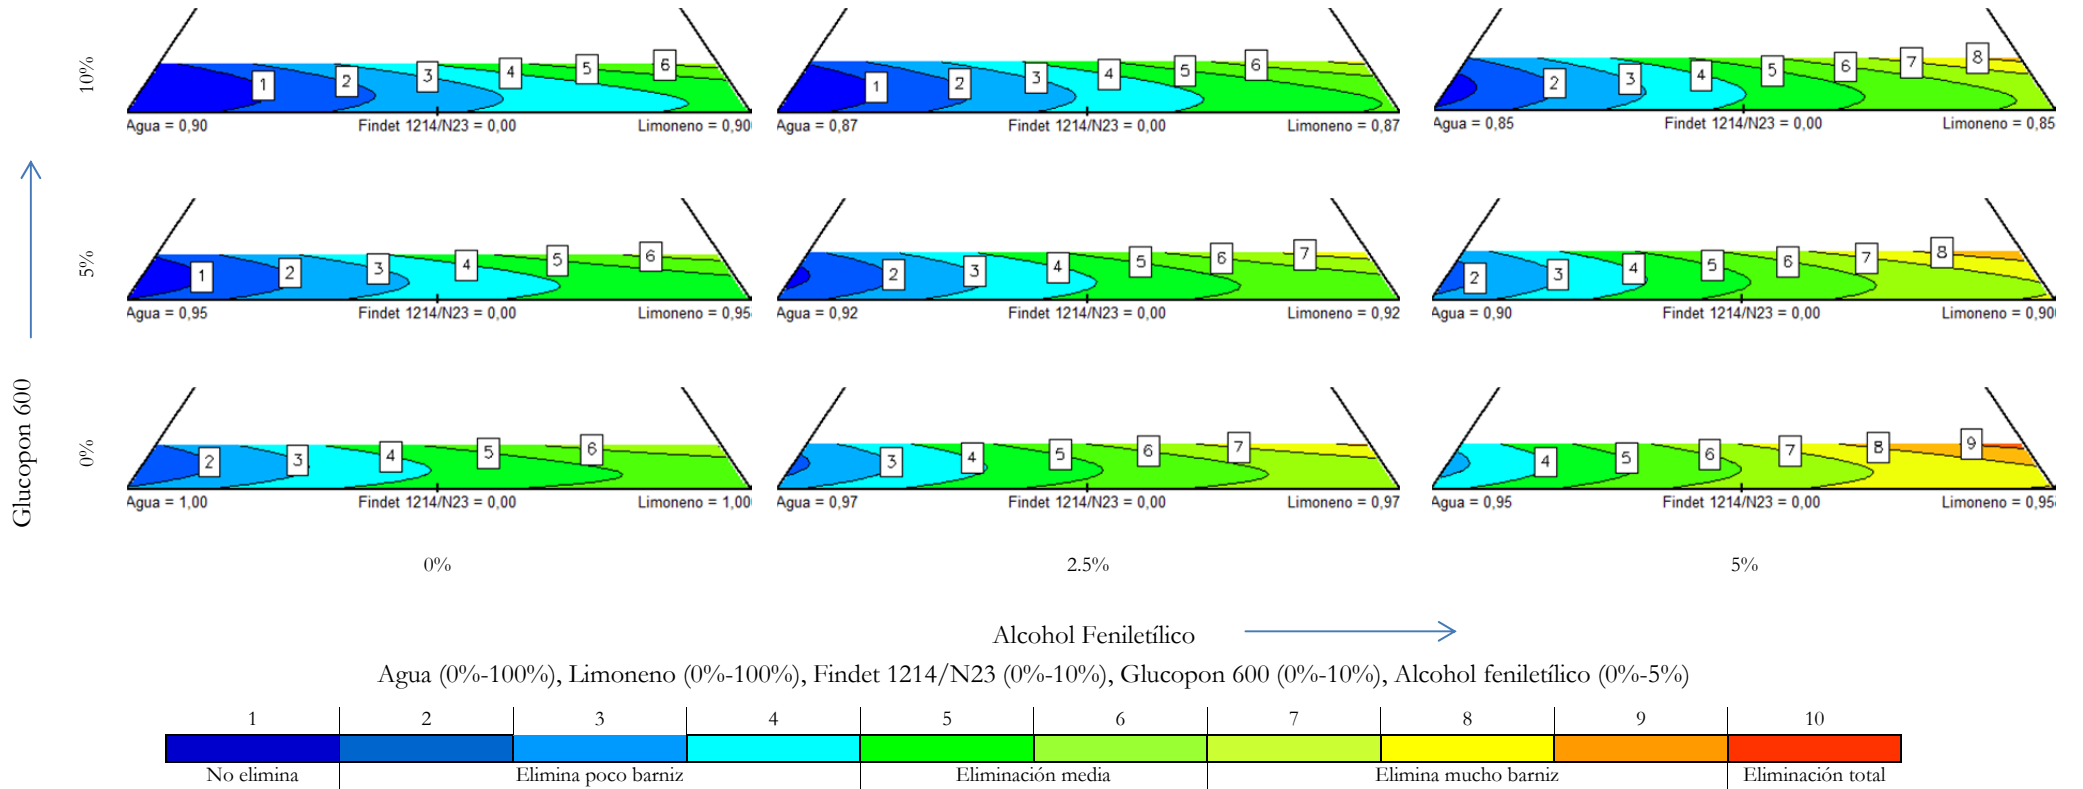 10%
1 2 3 4 5 6
1 2 3 4 5 6
2 3 4 5 6 7 8
Agua = 0,90 Findet 1214/N23 = 0,00 Limoneno = 0,90
Agua = 0,87 Findet 1214/N23 = 0,00 Limoneno = 0,87
Agua = 0,85 Findet 1214/N23 = 0,00 Limoneno = 0,85
5%
1 2 3 4 5 6
2 3 4 5 6 7
2 3 4 5 6 7 8
Agua = 0,95 Findet 1214/N23 = 0,00 Limoneno = 0,95
Agua = 0,92 Findet 1214/N23 = 0,00 Limoneno = 0,92
Agua = 0,90 Findet 1214/N23 = 0,00 Limoneno = 0,90
Glucopon 600
0%
2 3 4 5 6
3 4 5 6 7
4 5 6 7 8 9
Agua = 1,00 Findet 1214/N23 = 0,00 Limoneno = 1,00
Agua = 0,97 Findet 1214/N23 = 0,00 Limoneno = 0,97
Agua = 0,95 Findet 1214/N23 = 0,00 Limoneno = 0,95
0% 2.5% 5%
Alcohol Feniletílico
Agua (0%-100%), Limoneno (0%-100%), Findet 1214/N23 (0%-10%), Glucopon 600 (0%-10%), Alcohol feniletílico (0%-5%)
1 2 3 4 5 6 7 8 9 10
No elimina Elimina poco barniz Eliminación media Elimina mucho barniz Eliminación total